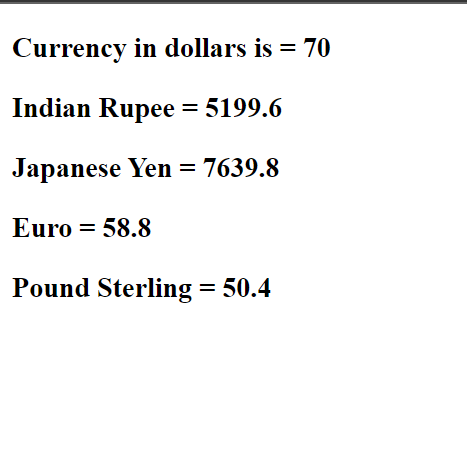 Currency in dollars is = 70
Indian Rupee = 5199.6
Japanese Yen = 7639.8
Euro = 58.8
Pound Sterling = 50.4